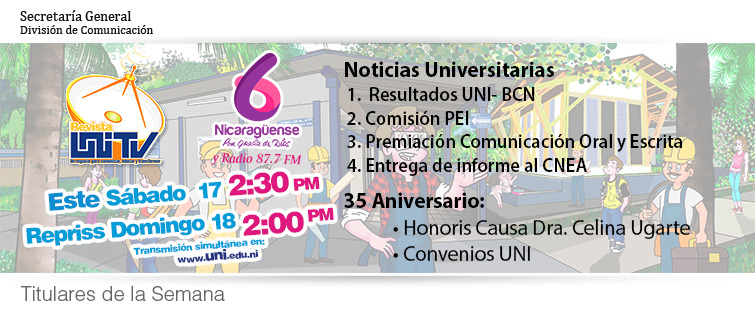 Secretaría General
División de Comunicación
Revista
UNITV
6
Nicaragüense
Por Gracia de Dios
y Radio 87.7 FM
Este Sábado 17 2:30 PM
Repriss Domingo 18 2:00 PM
Transmisión simultánea en:
www.uni.edu.ni
Noticias Universitarias
1. Resultados UNI- BCN
2. Comisión PEI
3. Premiación Comunicación Oral y Escrita
4. Entrega de informe al CNEA
35 Aniversario:
• Honoris Causa Dra. Celina Ugarte
• Convenios UNI
Titulares de la Semana